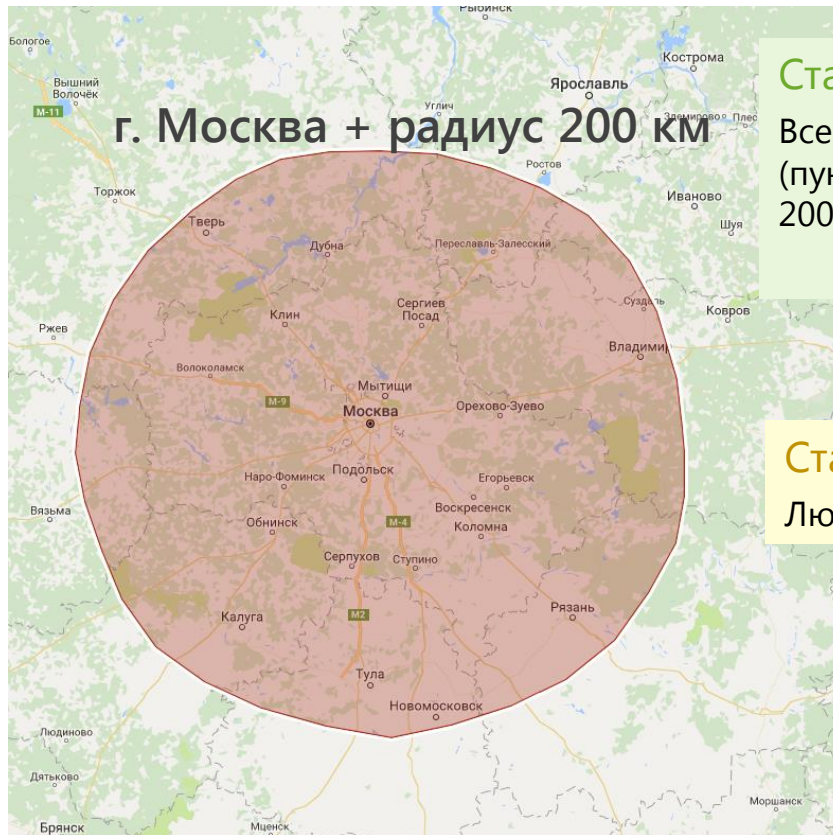 Рыбинск
Бологое
Кострома
Вышний
Волочёк
Ярославль
М-11
Углич
Плес
г. Москва + радиус 200 км
Ростов
Торжок
Иваново
Шуя
Тверь
Дубна
Переславль-Залесский
Сергиев
Посад
Клин
Суздаль
Ковров
Ржев
Владимир
Волоколамск
Мытищи
М-9
Москва
Орехово-Зуево
Подольск
Наро-Фоминск
Егорьевск
Вязьма
Воскресенск
Обнинск
М-4
Коломна
Серпухов
Ступино
Калуга
М2
Рязань
Тула
Новомосковск
Людиново
Дятьково
Моршанск
Брянск
Мценск
Ста
Все
(пун
200
Ста
Лю